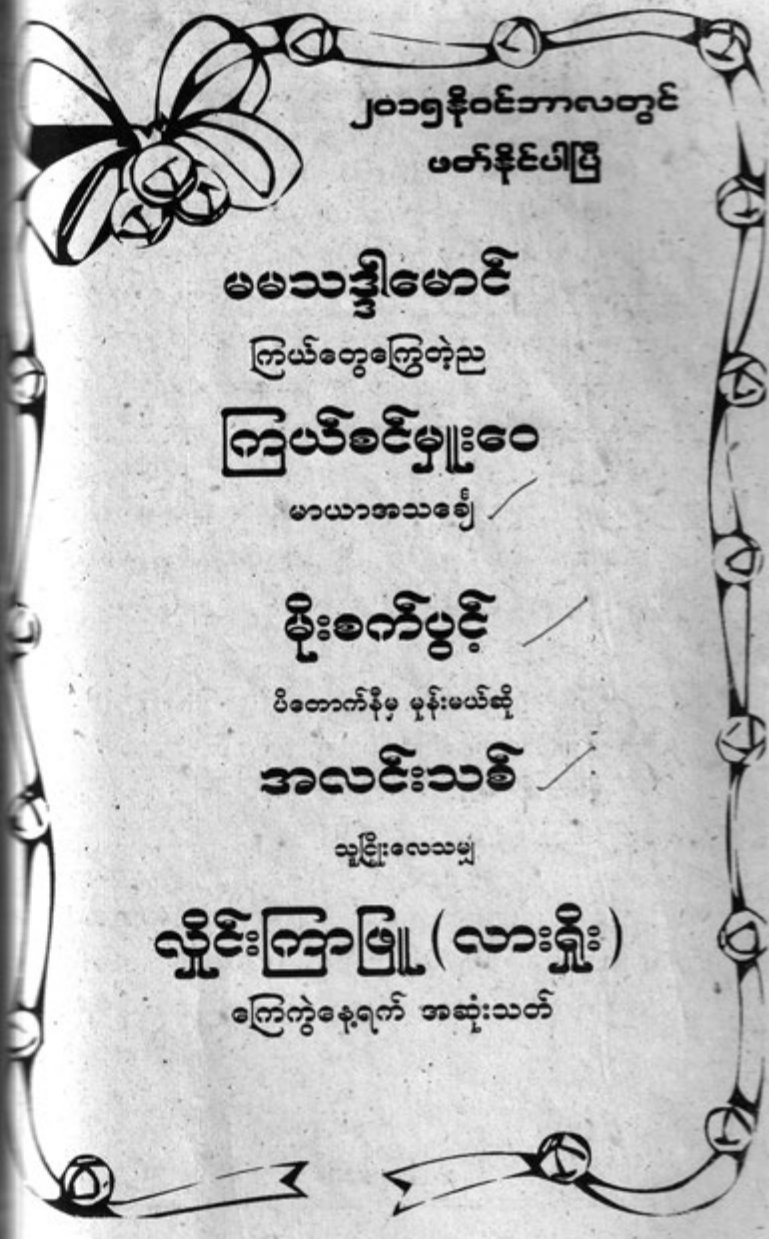 ၂၀၁၅နိုဝင်ဘာလတွင်
ဖတ်နိုင်ပါပြီ
မမသဒ္ဒါမောင်
ကြယ်တွေကြွေတဲ့ည
ကြယ်စင်မှူးဝေ
မာယာအသချေံ
မိုးစက်ပွင့်
ပိတောက်နီမှ မုန်းမယ်ဆို
အလင်းသစ်
သူငြိုးလေသမျှ
လှိုင်းကြာဖြူ (လားရှိုး)
ကြေကွဲနေ့ရက် အဆုံးသတ်